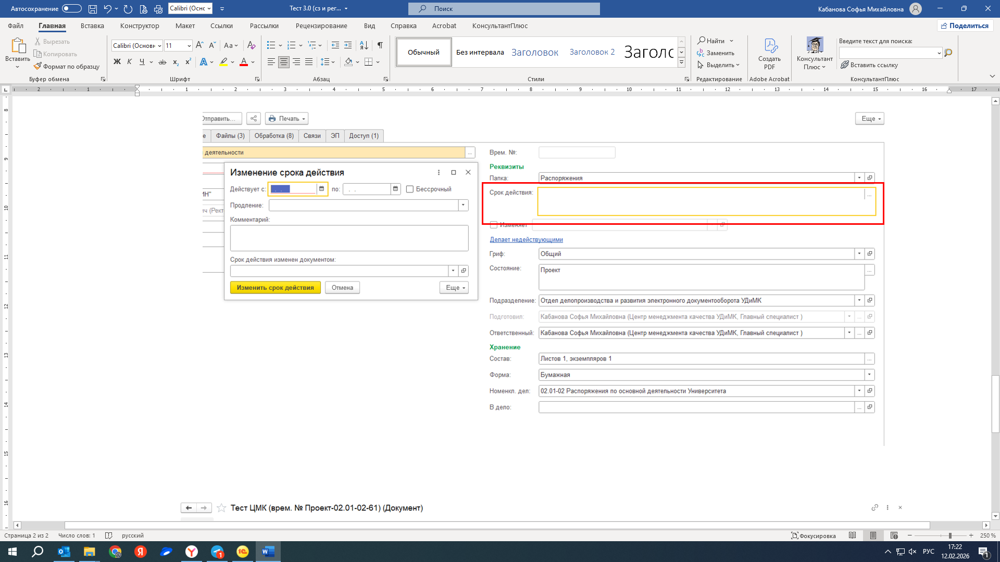 Автосохранение
Calibri (Оснс
Тест 3.0 (сз и рег...
Поиск
Кабанова Софья Михайловна
Файл Главная Вставка Конструктор Макет Ссылки Рассылки Рецензирование Вид Справка Acrobat КонсультантПлюс
Поделиться
Вставить
Вырезать
Копировать
Формат по образцу
Буфер обмена
Calibri (Основн 11
Aa
Ж К Ч ab x₂ x²
Шрифт
Абзац
Обычный
Без интервала
Заголовок
Заголовок 2
Заголс
Стили
Найти
Заменить
Выделить
Редактирование
Создать PDF
Adobe Acrobat
Консультант Плюс
Введите текст для поиска:
Вставить ссылку
КонсультантПлюс
2 1 1 2 3 4 5 6 7 8 9 10 11 12 13 14 15 16 17
8
9
10
11
12
13
14
15
16
Отправить... Печать Еще
е Файлы (3) Обработка (8) Связи ЭП Доступ (1)
деятельности
ИН"
ич (Рект
Изменение срока действия
Действует с: . . по: . . Бессрочный
Продление:
Комментарий:
Срок действия изменен документом:
Изменить срок действия Отмена Еще
Врем. №:
Реквизиты
Папка: Распоряжения
Срок действия:
Изменяет
Делает недействующими
Гриф: Общий
Состояние: Проект
Подразделение: Отдел делопроизводства и развития электронного документооборота УДиМК
Подготовил: Кабанова Софья Михайловна (Центр менеджмента качества УДиМК, Главный специалист )
Ответственный: Кабанова Софья Михайловна (Центр менеджмента качества УДиМК, Главный специалист )
Хранение
Состав: Листов 1, экземпляров 1
Форма: Бумажная
Номенкл. дел: 02.01-02 Распоряжения по основной деятельности Университета
В дело:
Тест ЦМК (врем. № Проект-02.01-02-61) (Документ)
Страница 2 из 2 Число слов: 1 русский
Фокусировка
250 %
РУС
17:22
12.02.2026
1